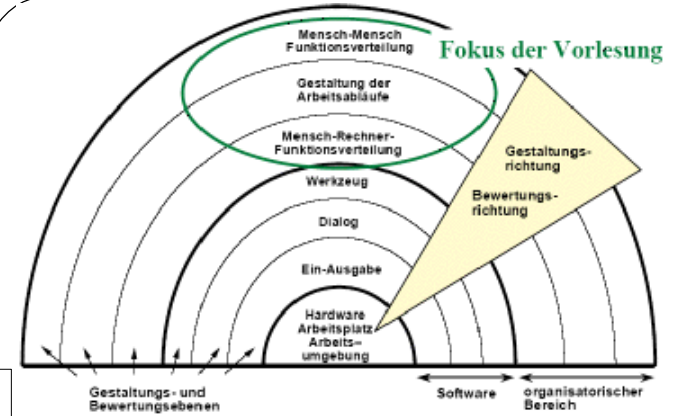 Mensch-Mensch
Funktionsverteilung
Fokus der Vorlesung
Gestaltung der
Arbeitsabläufe
Mensch-Rechner-
Funktionsverteilung
Gestaltungs-
richtung
Werkzeug
Bewertungs-
richtung
Dialog
Ein-Ausgabe
Hardware
Arbeitsplatz
Arbeits-
umgebung
Gestaltungs- und
Bewertungsebenen
Software
organisatorischer
Bereich